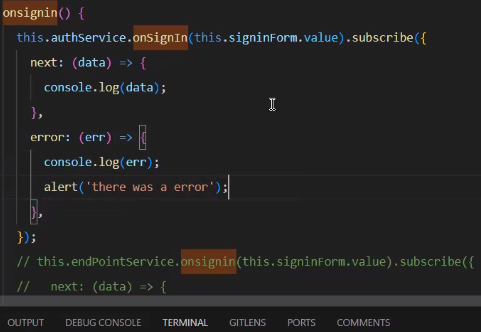 onsignin() {
this.authService.onSignIn(this.signinForm.value).subscribe({
next: (data) => {
console.log(data);
},
error: (err) => {
console.log(err);
alert('there was a error');
},
});
// this.endPointService.onsignin(this.signinForm.value).subscribe({
//   next: (data) => {
OUTPUT DEBUG CONSOLE TERMINAL GITLENS PORTS COMMENTS